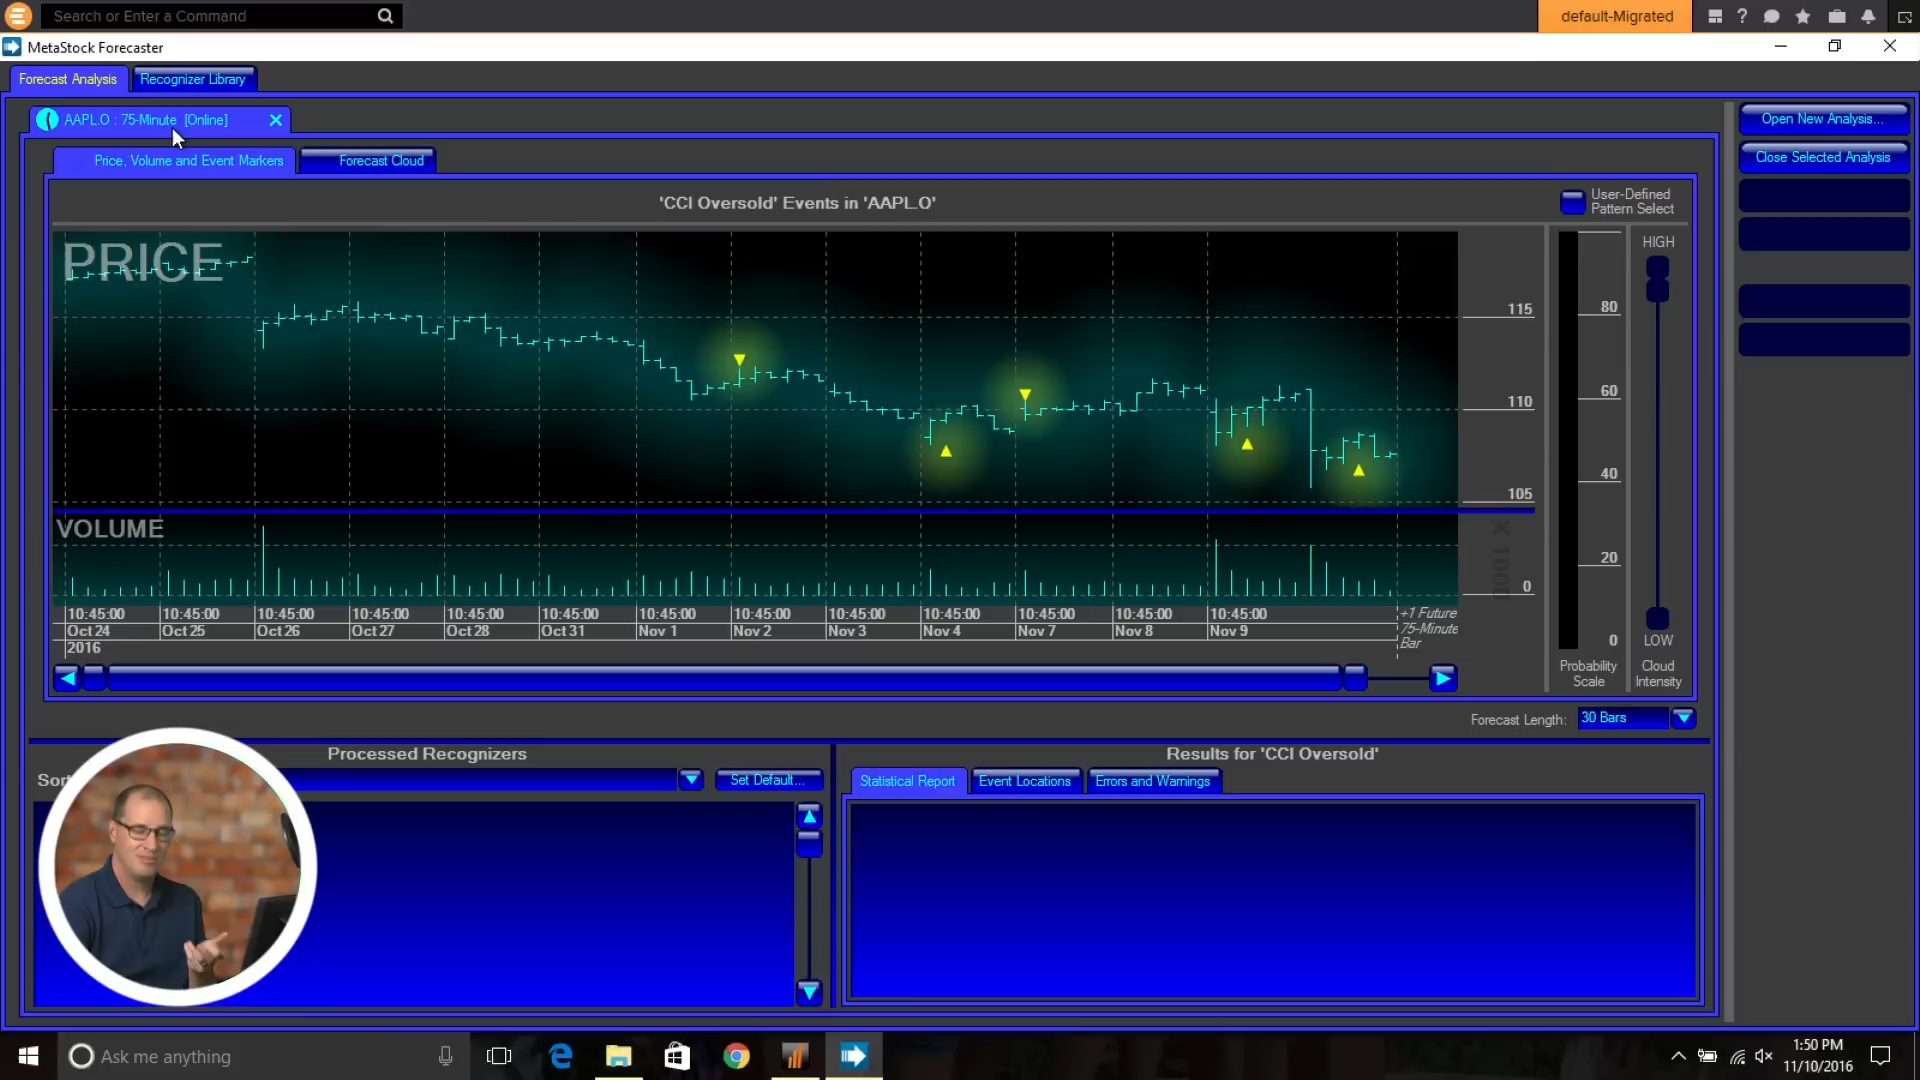 Search or Enter a Command
default-Migrated
MetaStock Forecaster
Forecast Analysis
Recognizer Library
AAPL.O : 75-Minute [Online]
Open New Analysis...
Close Selected Analysis
Price, Volume and Event Markers
Forecast Cloud
'CCI Oversold' Events in 'AAPL.O'
User-Defined
Pattern Select
PRICE
115
110
105
VOLUME
X 1000
0
80
60
40
20
0
Probability
Scale
HIGH
LOW
Cloud
Intensity
10:45:00 10:45:00 10:45:00 10:45:00 10:45:00 10:45:00 10:45:00 10:45:00 10:45:00 10:45:00 10:45:00 10:45:00 10:45:00
Oct 24 Oct 25 Oct 26 Oct 27 Oct 28 Oct 31 Nov 1 Nov 2 Nov 3 Nov 4 Nov 7 Nov 8 Nov 9
2016
+1 Future
75-Minute
Bar
Forecast Length: 30 Bars
Processed Recognizers
Sor
Set Default...
Results for 'CCI Oversold'
Statistical Report
Event Locations
Errors and Warnings
Ask me anything
1:50 PM
11/10/2016